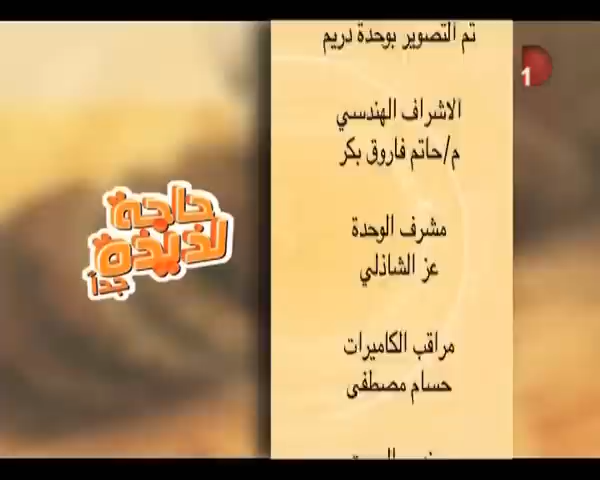 تم التصوير بوحدة دريم
الاشراف الهندسي
م/حاتم فاروق بكر
مشرف الوحدة
عز الشاذلي
مراقب الكاميرات
حسام مصطفى
حاجة
لذيذة
جداً
1